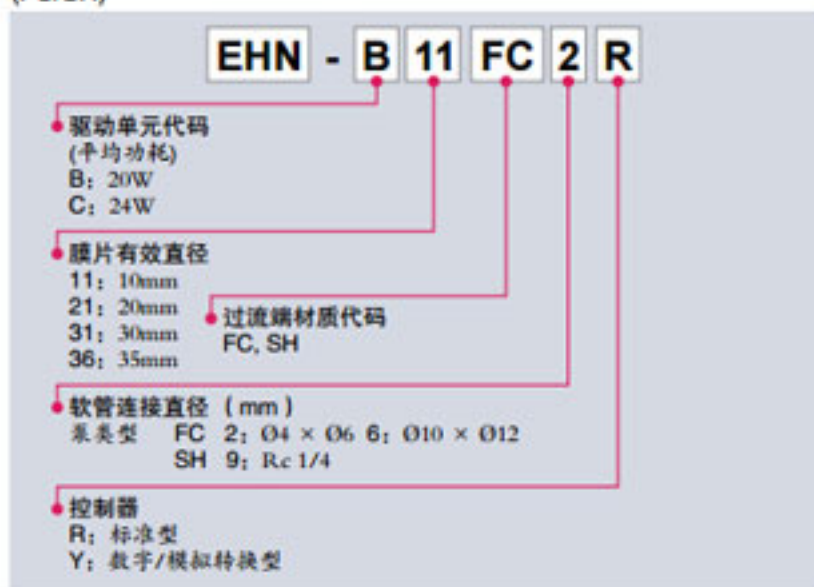 EHN - B 11 FC 2 R
驱动单元代码
(平均功耗)
B: 20W
C: 24W
膜片有效直径
11: 10mm
21: 20mm
31: 30mm
36: 35mm
过流端材质代码
FC, SH
软管连接直径 ( mm )
泵类型 FC 2: Ø4 × Ø6 6: Ø10 × Ø12
SH 9: Rc 1/4
控制器
R: 标准型
Y: 数字/模拟转换型